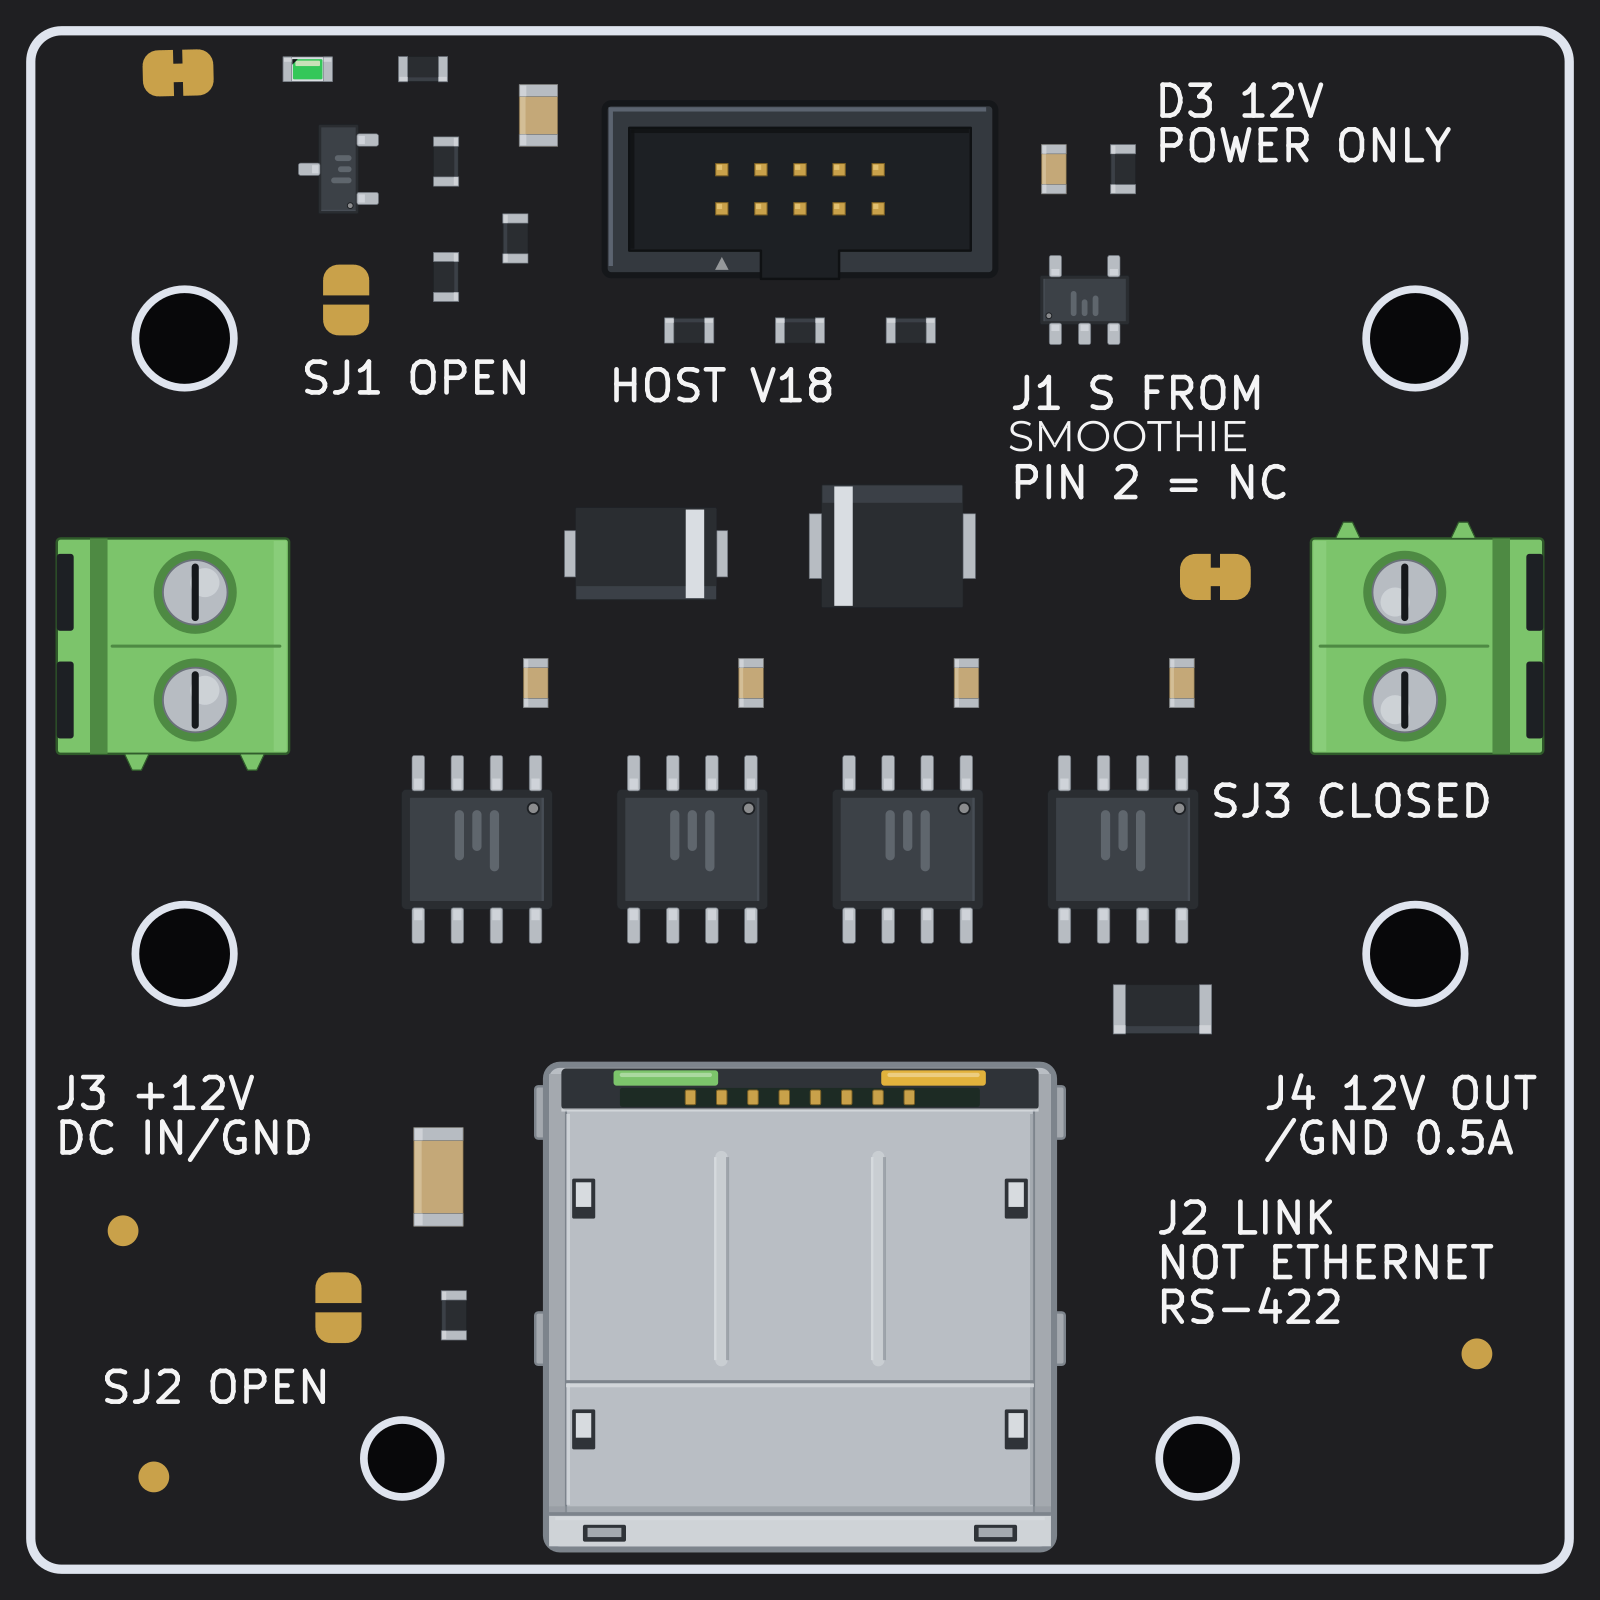 D3 12V
POWER ONLY
SJ1 OPEN
HOST V18
J1 S FROM
SMOOTHIE
PIN 2 = NC
SJ3 CLOSED
J3 +12V
DC IN/GND
J4 12V OUT
/GND 0.5A
J2 LINK
NOT ETHERNET
RS-422
SJ2 OPEN